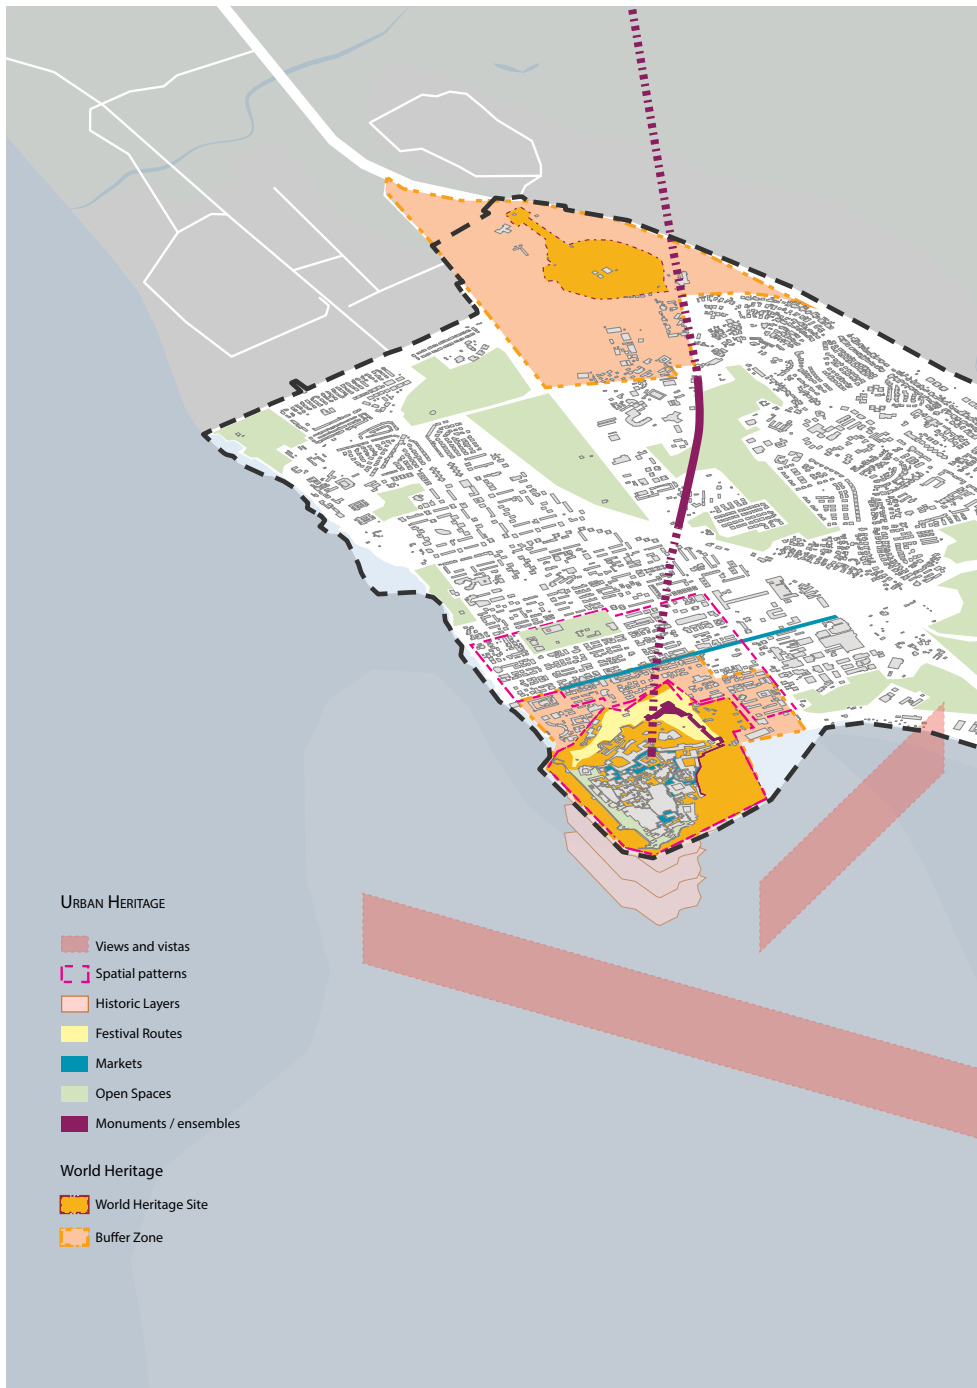 Urban Heritage
Views and vistas
Spatial patterns
Historic Layers
Festival Routes
Markets
Open Spaces
Monuments / ensembles
World Heritage
World Heritage Site
Buffer Zone